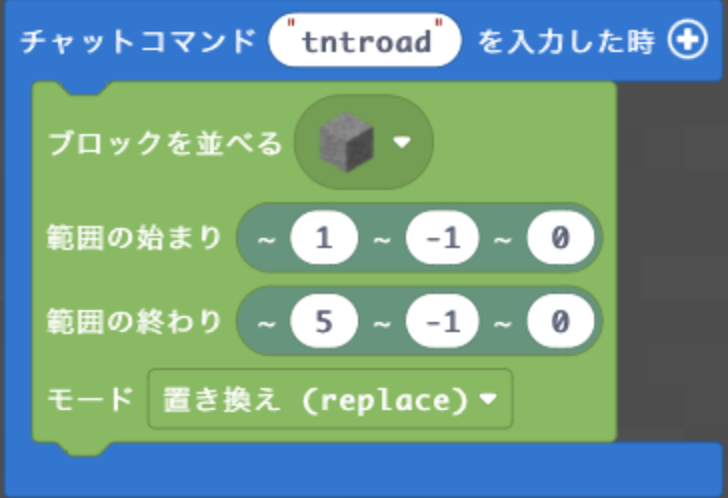 チャットコマンド "tntroad" を入力した時
ブロックを並べる
範囲の始まり ~ 1 ~ -1 ~ 0
範囲の終わり ~ 5 ~ -1 ~ 0
モード 置き換え (replace)